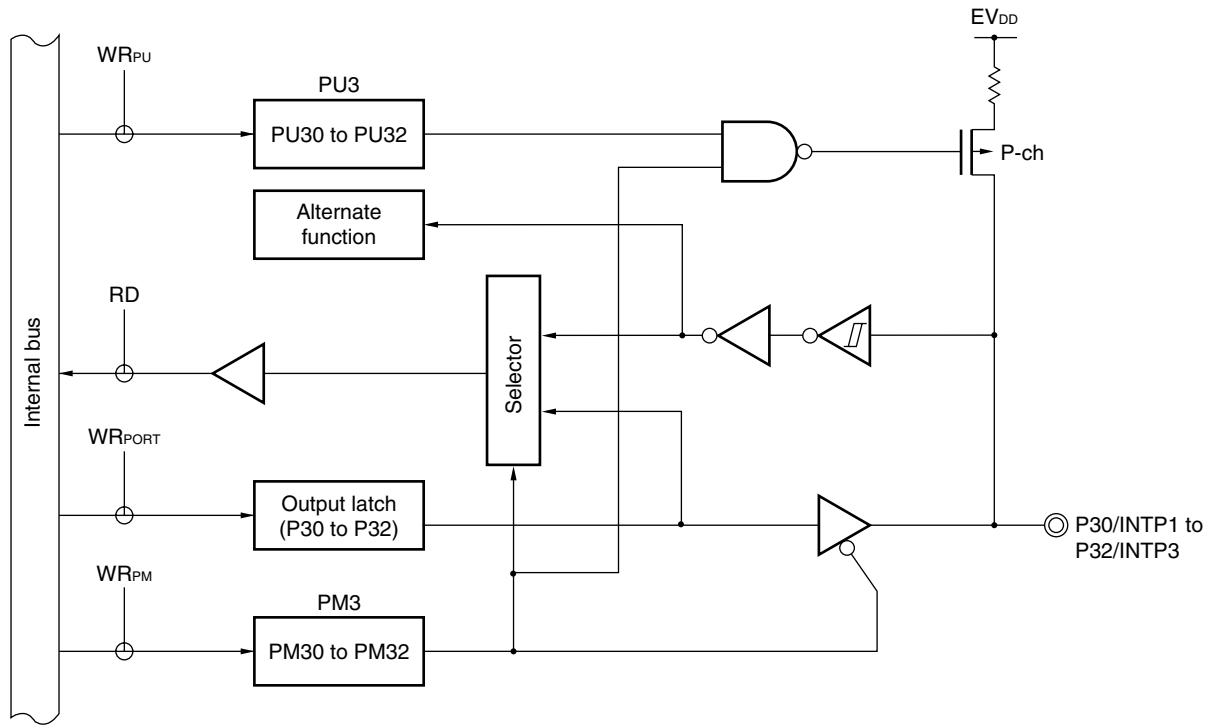 EVDD
WRPU
PU3
PU30 to PU32
P-ch
Alternate
function
RD
Selector
Internal bus
WRPORT
Output latch
(P30 to P32)
P30/INTP1 to
P32/INTP3
WRPM
PM3
PM30 to PM32